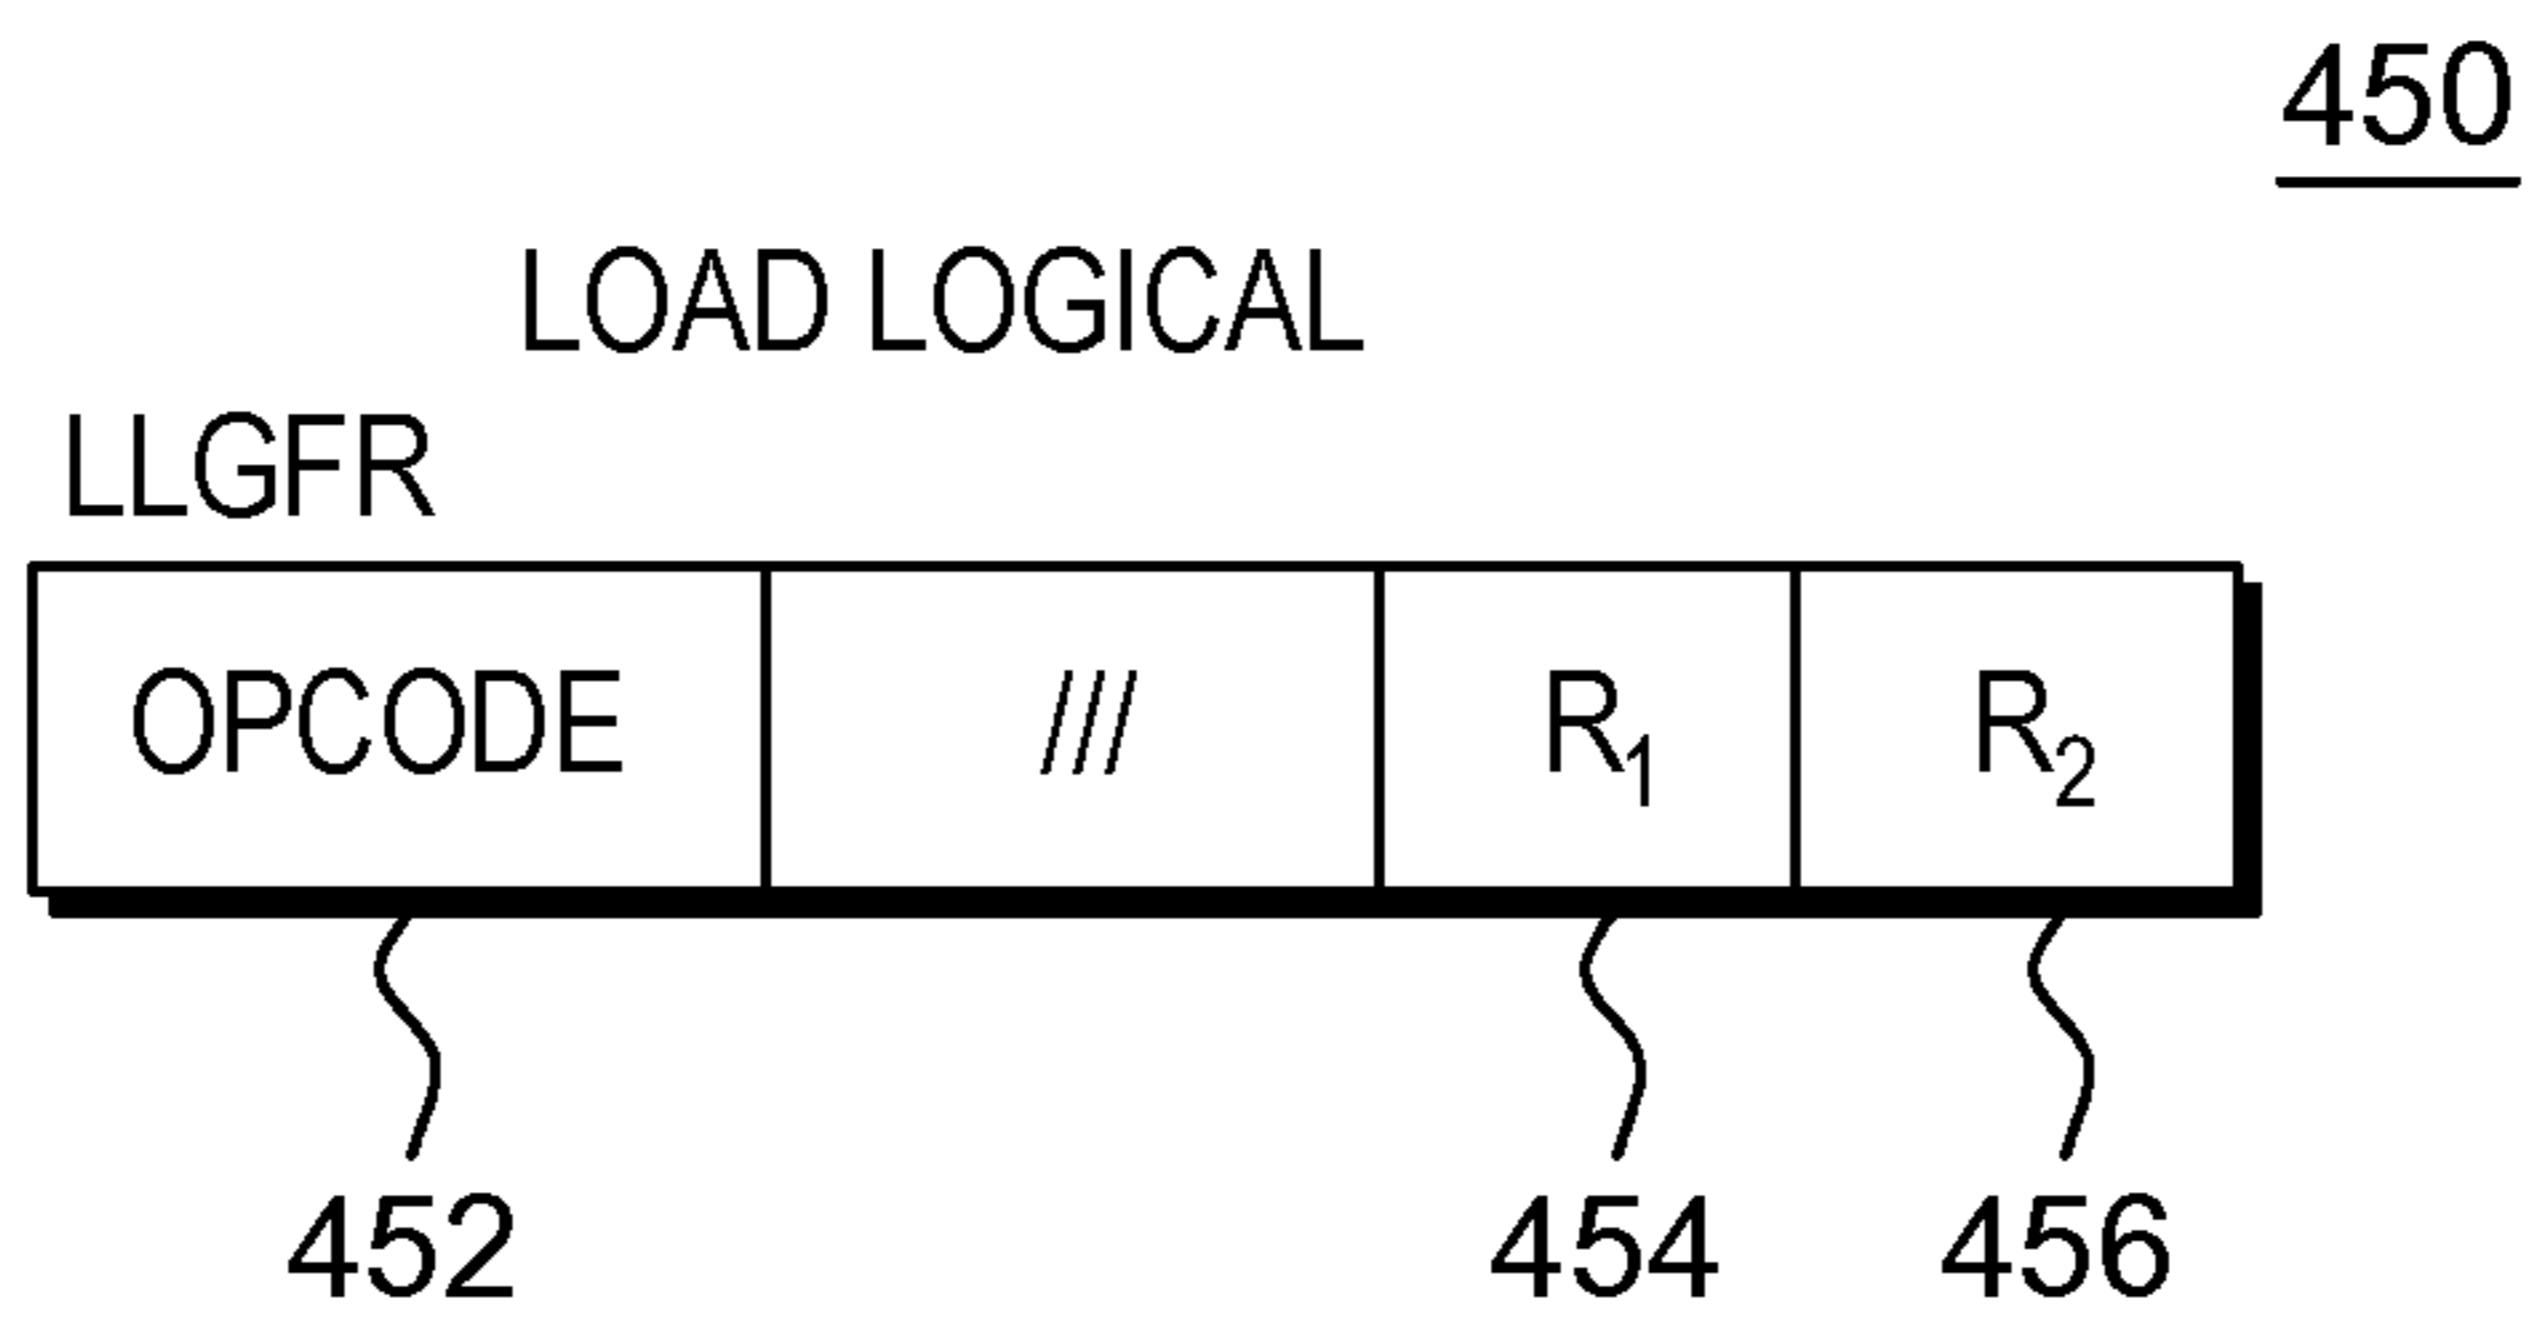 450
LOAD LOGICAL
LLGFR
OPCODE /// R1 R2
452 454 456